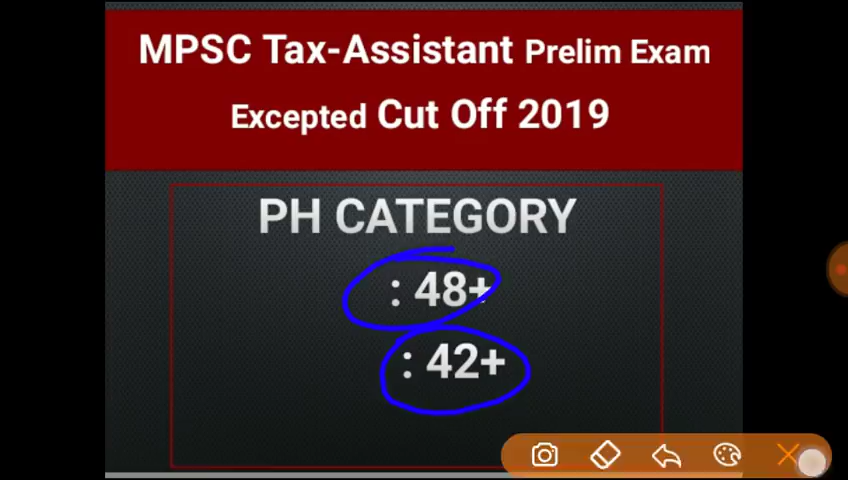 MPSC Tax-Assistant Prelim Exam
Excepted Cut Off 2019
PH CATEGORY
: 48+
: 42+